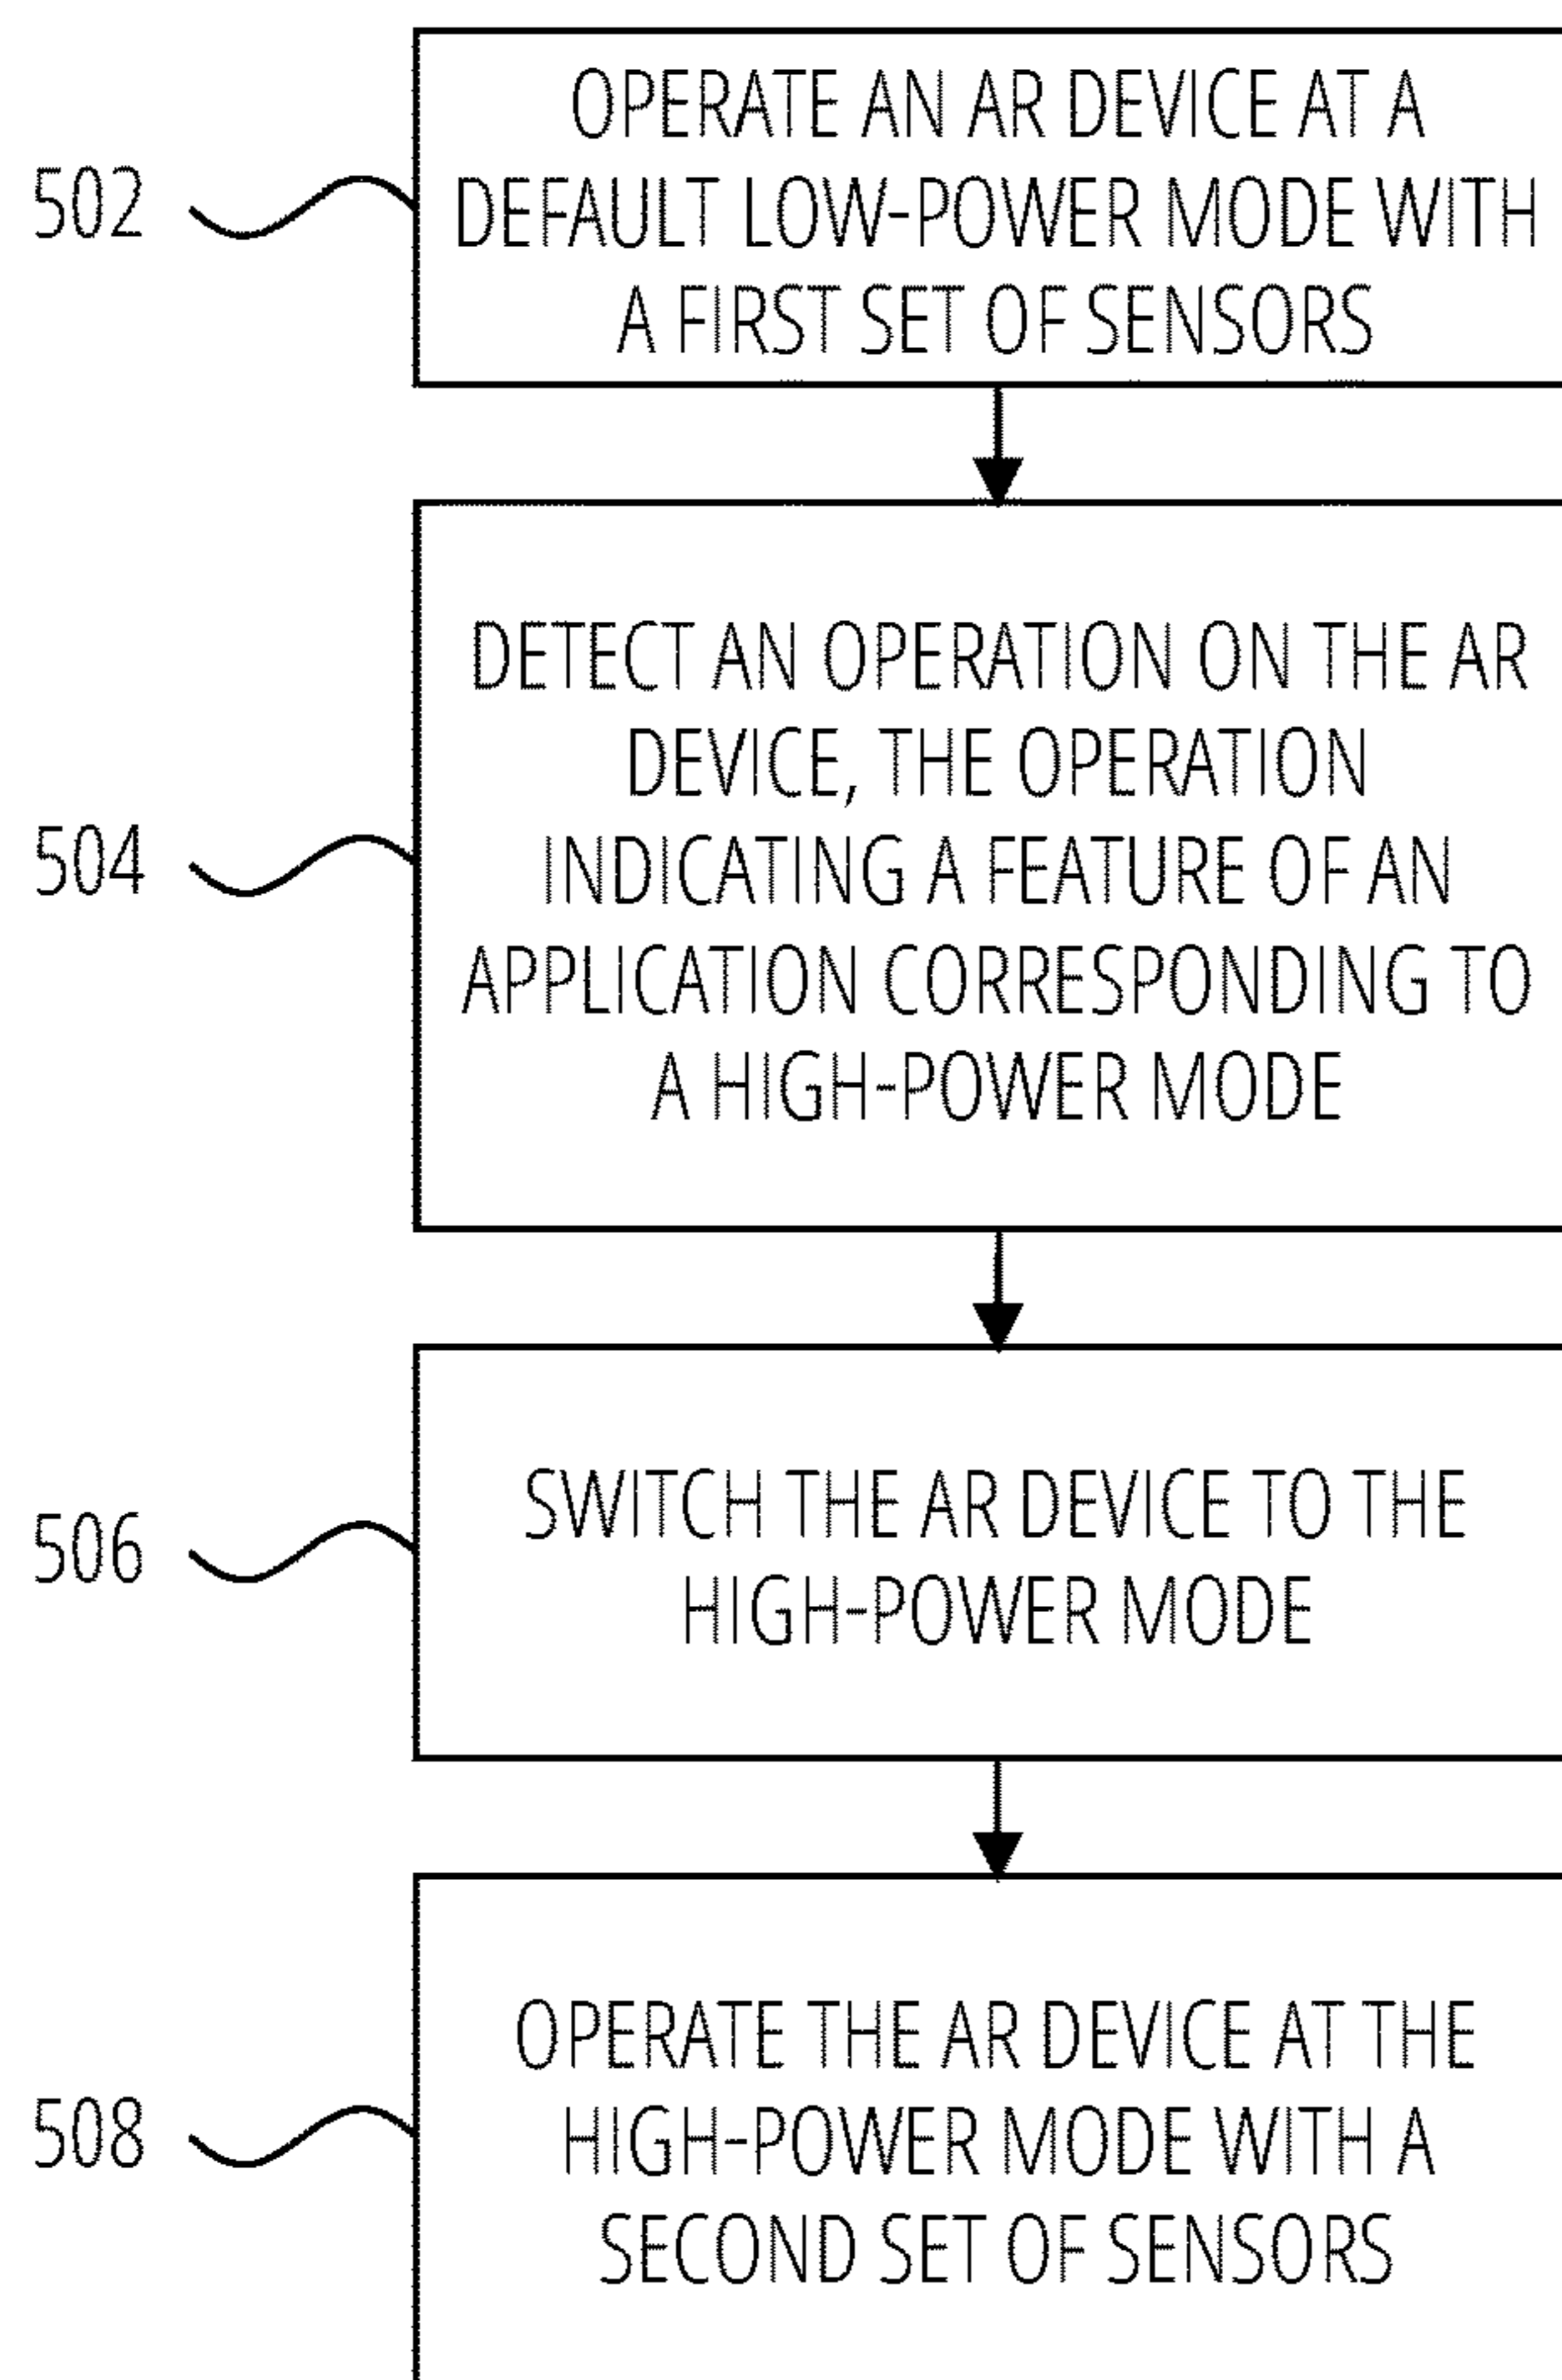 OPERATE AN AR DEVICE AT A
502
DEFAULT LOW-POWER MODE WITH
A FIRST SET OF SENSORS
DETECT AN OPERATION ON THE AR
DEVICE, THE OPERATION
504
INDICATING A FEATURE OF AN
APPLICATION CORRESPONDING TO
A HIGH-POWER MODE
506
SWITCH THE AR DEVICE TO THE
HIGH-POWER MODE
OPERATE THE AR DEVICE AT THE
508
HIGH-POWER MODE WITH A
SECOND SET OF SENSORS